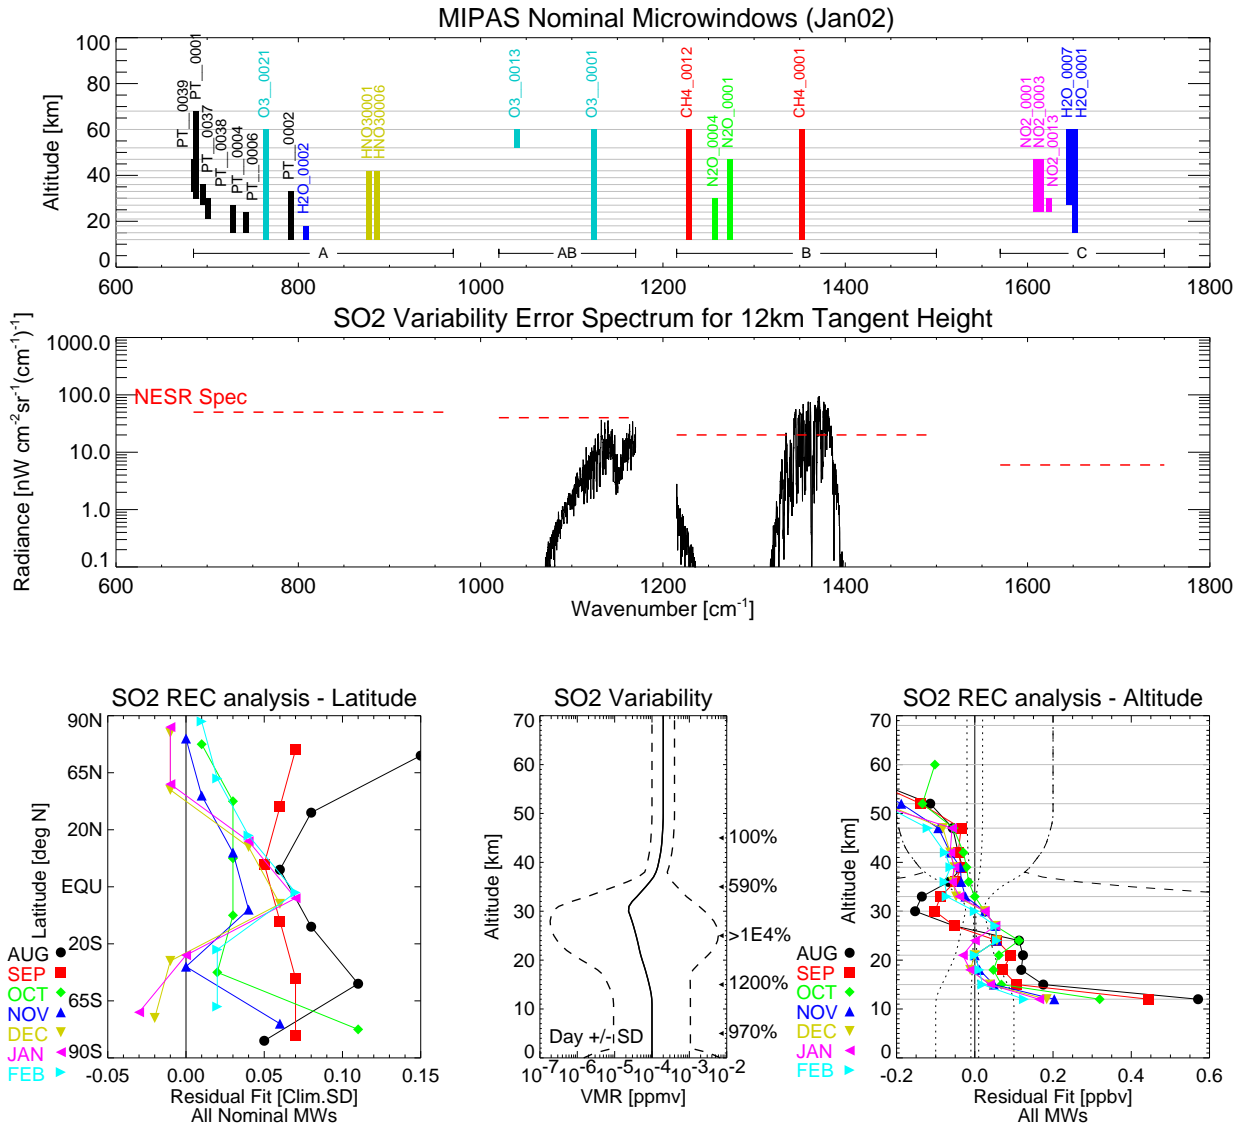 MIPAS Nominal Microwindows (Jan02)
Altitude [km]
100
80
60
40
20
0
PT__0039
PT__0001
PT__0037
PT__0038
PT__0004
PT__0006
O3__0021
PT__0002
H2O_0002
HNO30001
HNO30006
O3__0013
O3__0001
CH4_0012
N2O_0004
N2O_0001
CH4_0001
NO2_0001
NO2_0003
NO2_0013
H2O_0007
H2O_0001
A
AB
B
C
600 800 1000 1200 1400 1600 1800
SO2 Variability Error Spectrum for 12km Tangent Height
Radiance [nW cm-2sr-1(cm-1)-1]
1000.0
100.0
10.0
1.0
0.1
NESR Spec
600 800 1000 1200 1400 1600 1800
Wavenumber [cm-1]
SO2 REC analysis - Latitude
Latitude [deg N]
90N
65N
20N
EQU
20S
65S
90S
AUG
SEP
OCT
NOV
DEC
JAN
FEB
-0.05 0.00 0.05 0.10 0.15
Residual Fit [Clim.SD]
All Nominal MWs
SO2 Variability
Altitude [km]
70
60
50
40
30
20
10
0
100%
590%
>1E4%
1200%
970%
Day +/- SD
10-7 10-6 10-5 10-4 10-3 10-2
VMR [ppmv]
SO2 REC analysis - Altitude
Altitude [km]
70
60
50
40
30
20
10
0
AUG
SEP
OCT
NOV
DEC
JAN
FEB
-0.2 0.0 0.2 0.4 0.6
Residual Fit [ppbv]
All MWs